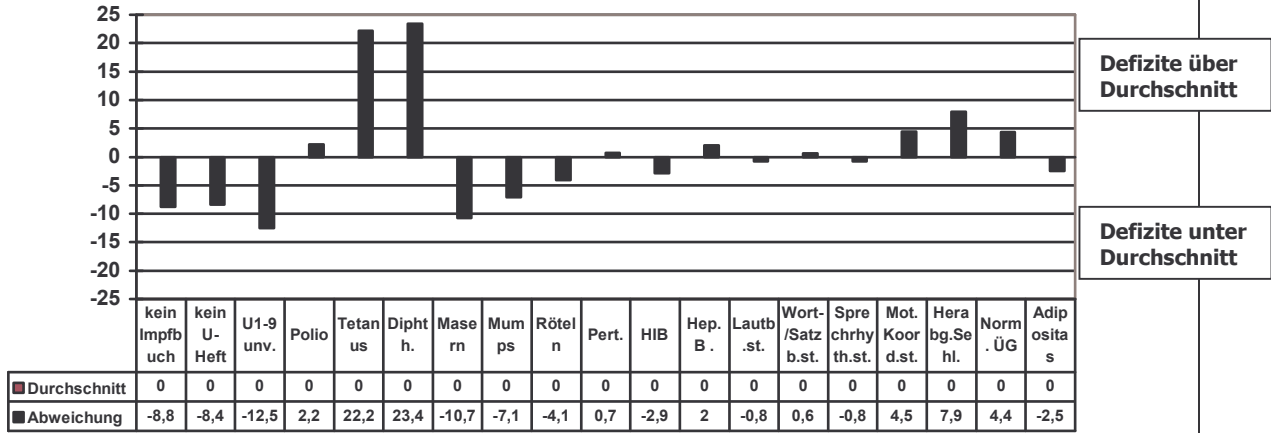 25
20
15
10
5
0
-5
-10
-15
-20
-25
Defizite über
Durchschnitt
Defizite unter
Durchschnitt
kein Impfb uch
kein U- Heft
U1-9 unv.
Polio
Tetan us
Dipht h.
Mase rn
Mum ps
Rötel n
Pert.
HIB
Hep. B .
Lautb .st.
Wort- /Satz b.st.
Spre chrhy th.st.
Mot. Koor d.st.
Hera bg.Se hl.
Norm . ÜG
Adip osita s
Durchschnitt 0 0 0 0 0 0 0 0 0 0 0 0 0 0 0 0 0 0 0
Abweichung -8,8 -8,4 -12,5 2,2 22,2 23,4 -10,7 -7,1 -4,1 0,7 -2,9 2 -0,8 0,6 -0,8 4,5 7,9 4,4 -2,5